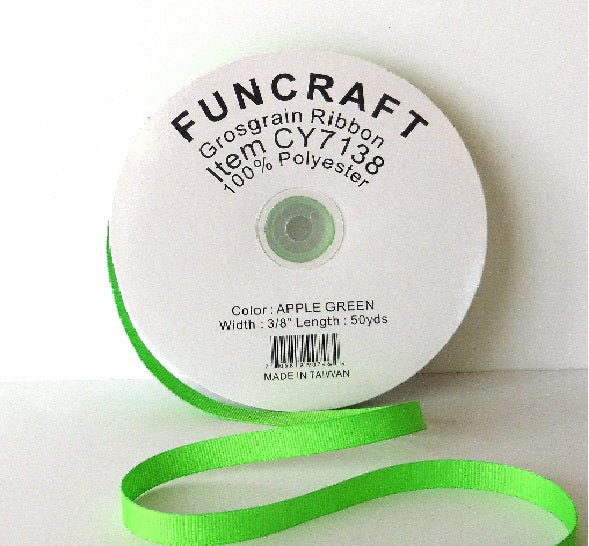 FUNCRAFT
Grosgrain Ribbon
Item CY7138
100% Polyester
Color : APPLE GREEN
Width : 3/8" Length : 50yds
MADE IN TAIWAN